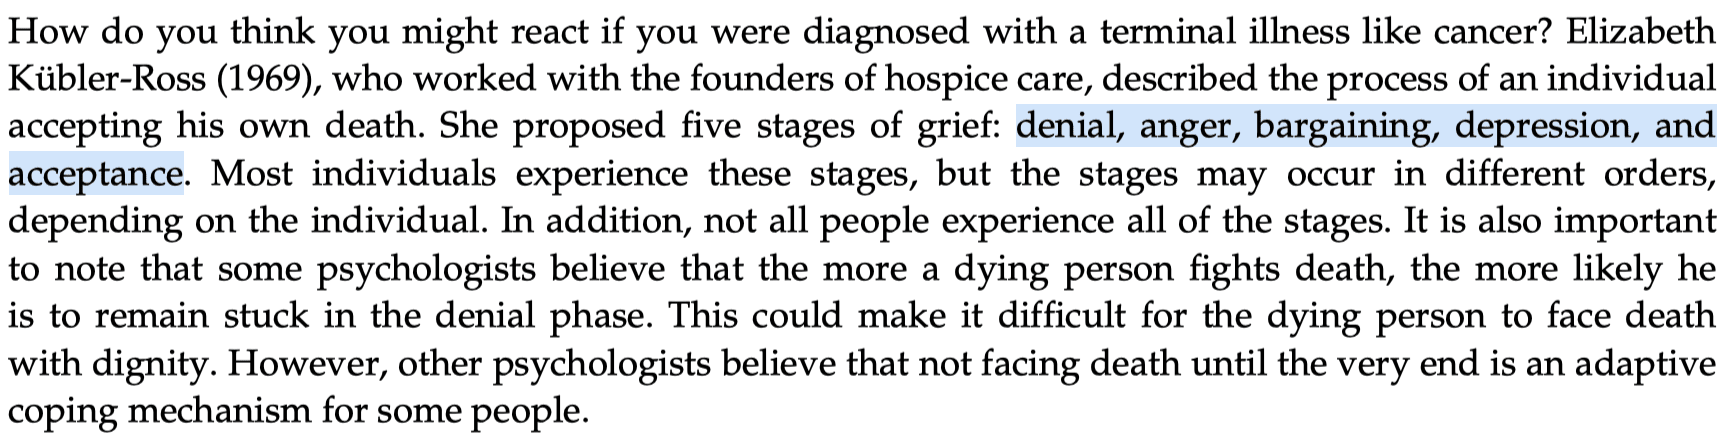 How do you think you might react if you were diagnosed with a terminal illness like cancer? Elizabeth
Kübler-Ross (1969), who worked with the founders of hospice care, described the process of an individual
accepting his own death. She proposed five stages of grief: denial, anger, bargaining, depression, and
acceptance. Most individuals experience these stages, but the stages may occur in different orders,
depending on the individual. In addition, not all people experience all of the stages. It is also important
to note that some psychologists believe that the more a dying person fights death, the more likely he
is to remain stuck in the denial phase. This could make it difficult for the dying person to face death
with dignity. However, other psychologists believe that not facing death until the very end is an adaptive
coping mechanism for some people.